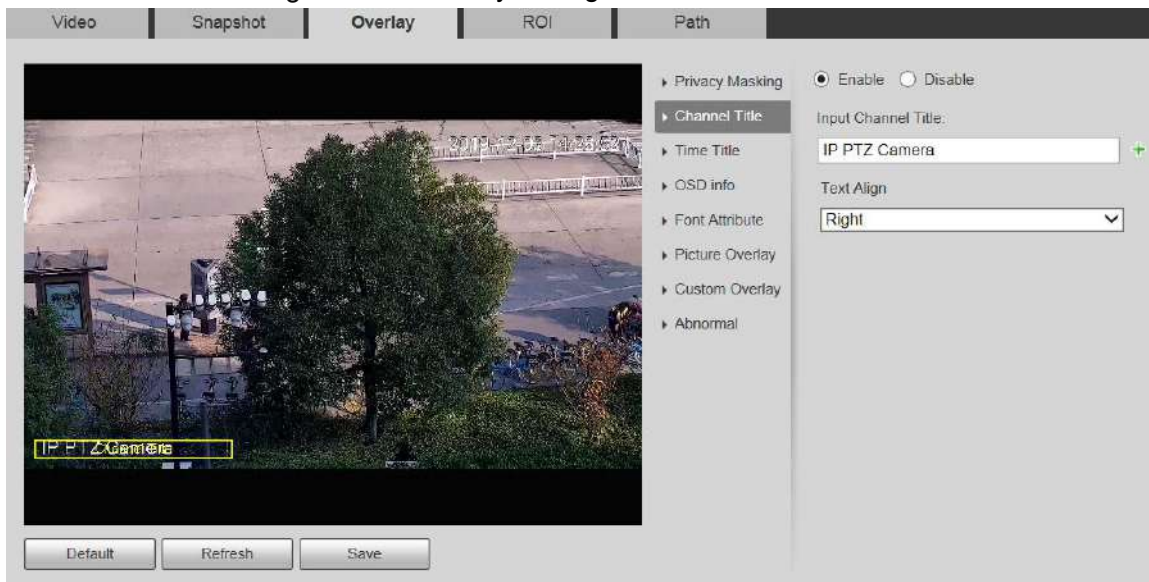 Video Snapshot Overlay ROI Path
Privacy Masking
Channel Title
Time Title
OSD info
Font Attribute
Picture Overlay
Custom Overlay
Abnormal
Enable Disable
Input Channel Title:
IP PTZ Camera
Text Align
Right
IP PTZ Camera
Default Refresh Save